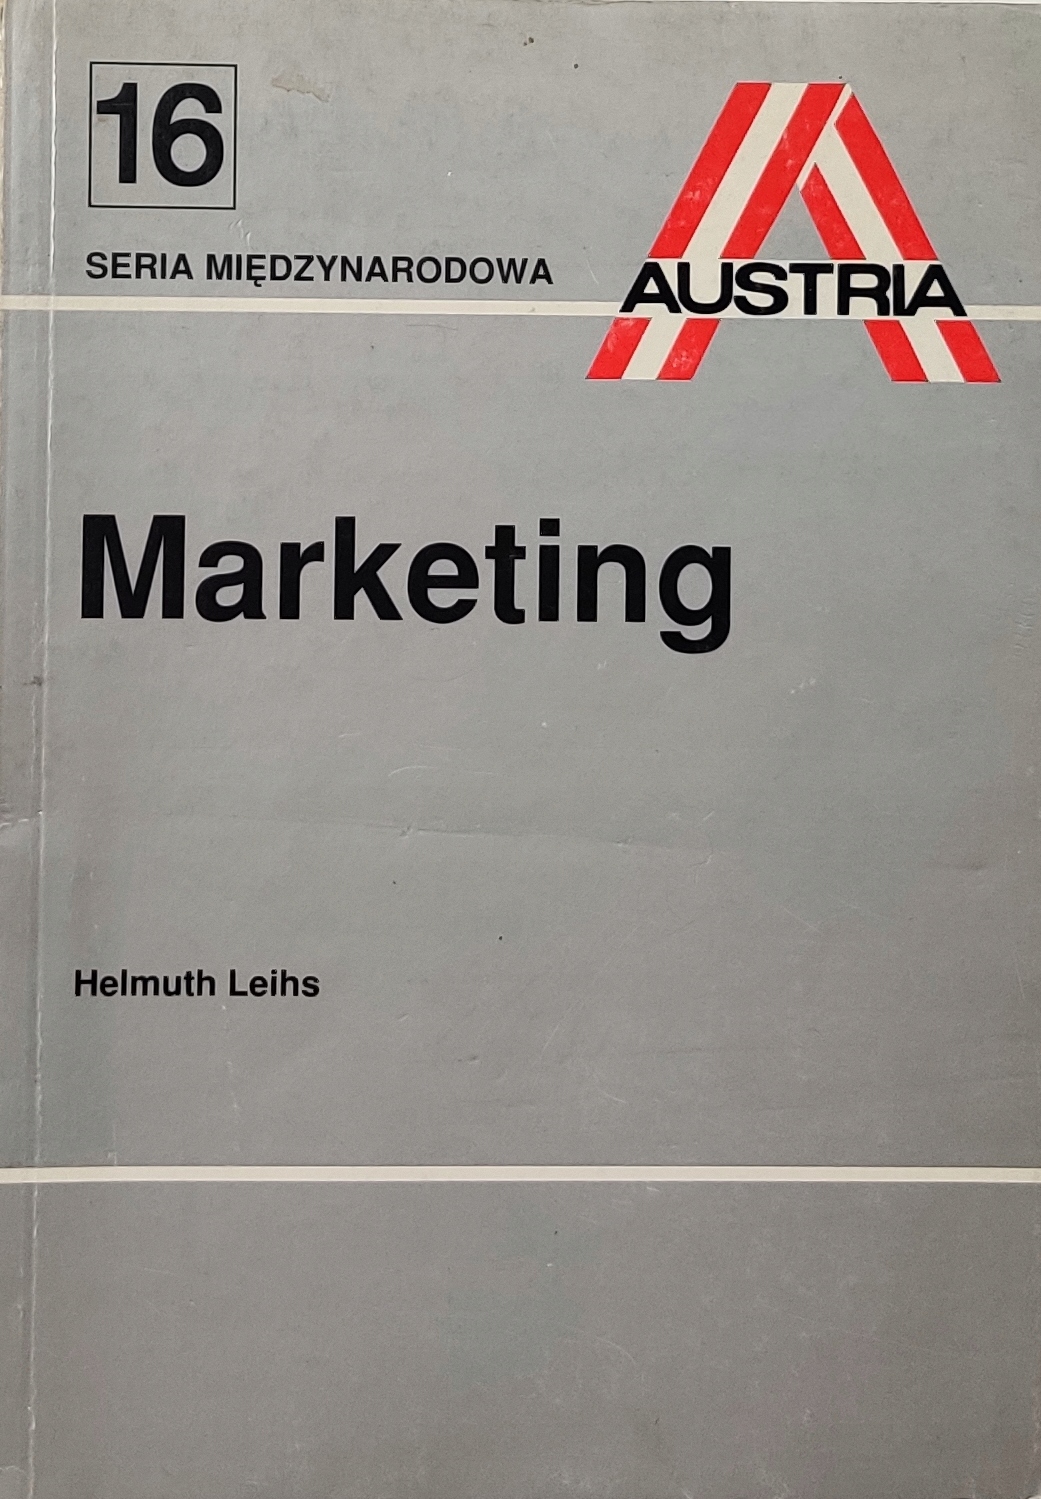 16
SERIA MIĘDZYNARODOWA
AUSTRIA
Marketing
Helmuth Leihs